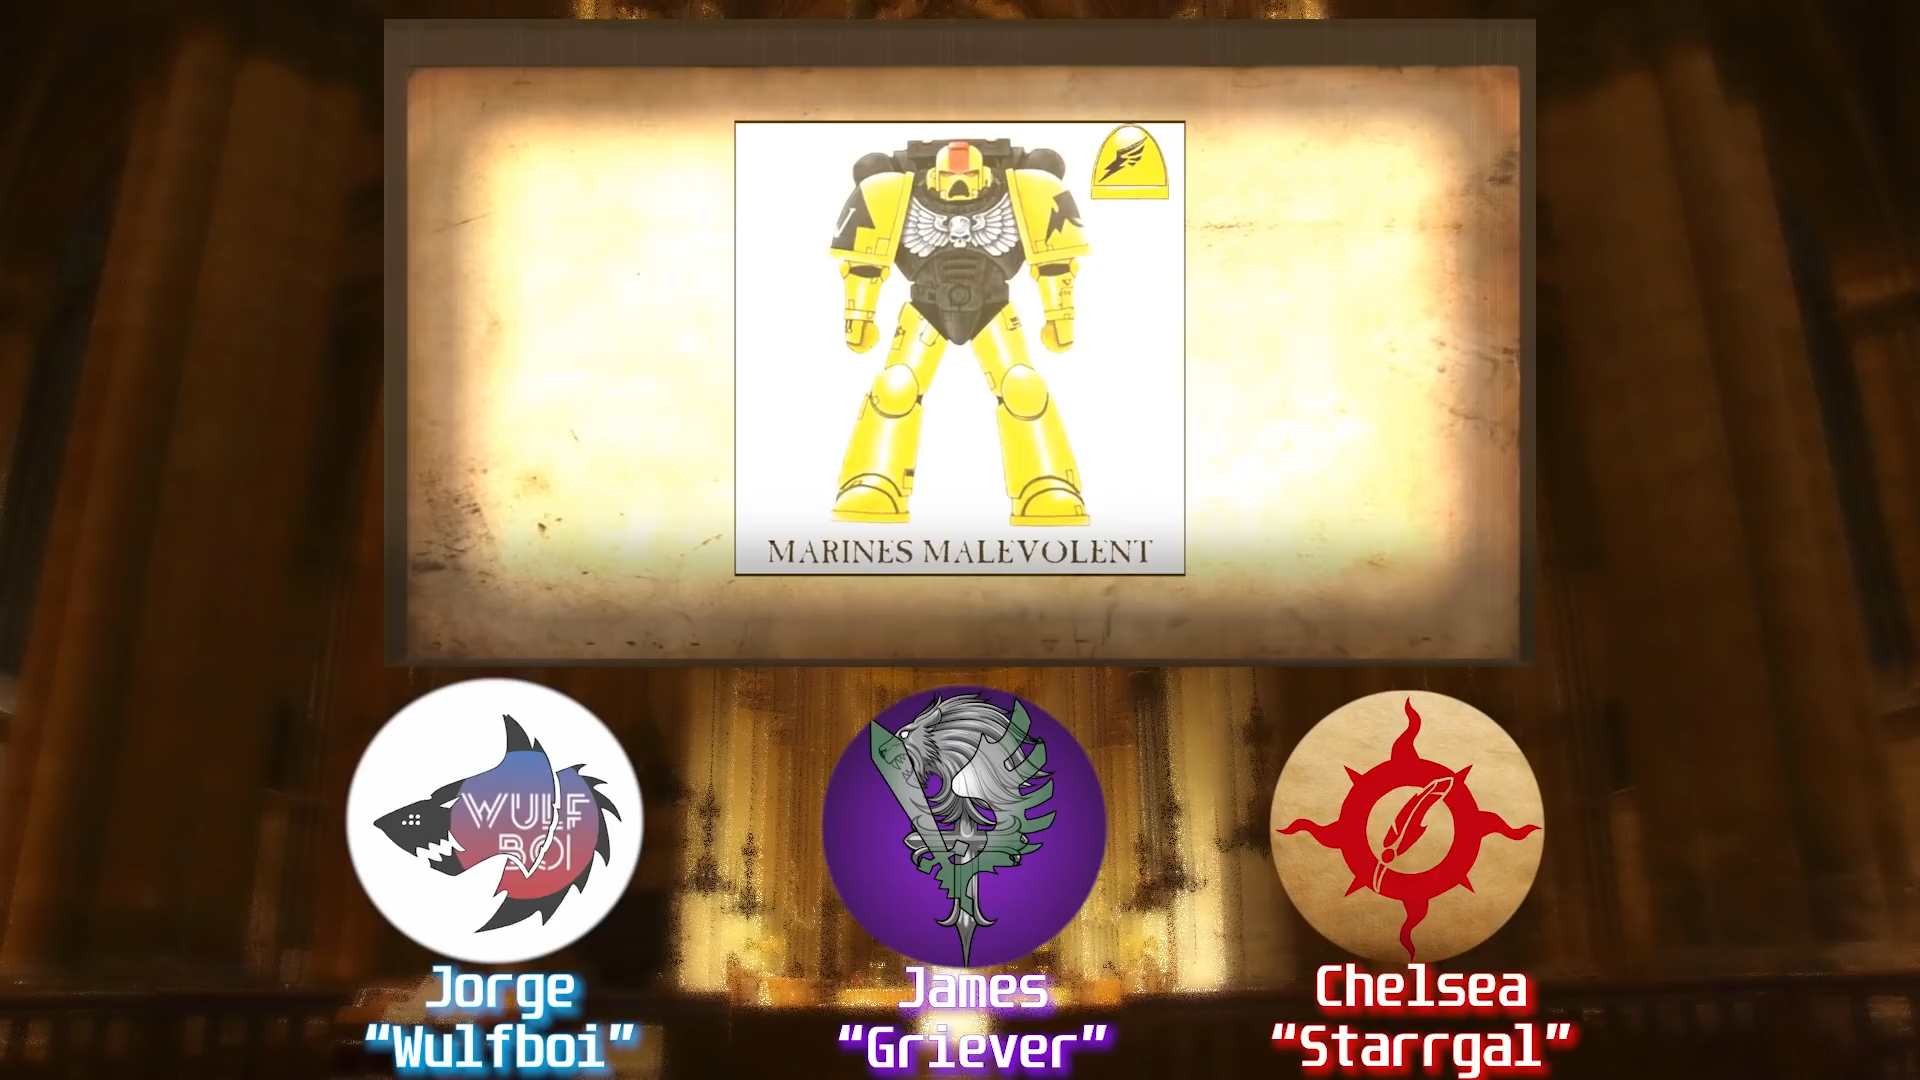 V
MARINES MALEVOLENT
WULF
BOI
Jorge
“Wulfboi”
James
“Griever”
Chelsea
“Starrgal”